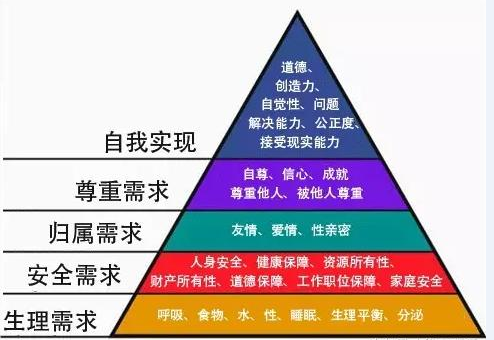 道德、
创造力、
自觉性、问题
解决能力、公正度、
接受现实能力
自我实现
自尊、信心、成就
尊重他人、被他人尊重
尊重需求
友情、爱情、性亲密
归属需求
人身安全、健康保障、资源所有性、
财产所有性、道德保障、工作职位保障、家庭安全
安全需求
呼吸、食物、水、性、睡眠、生理平衡、分泌
生理需求